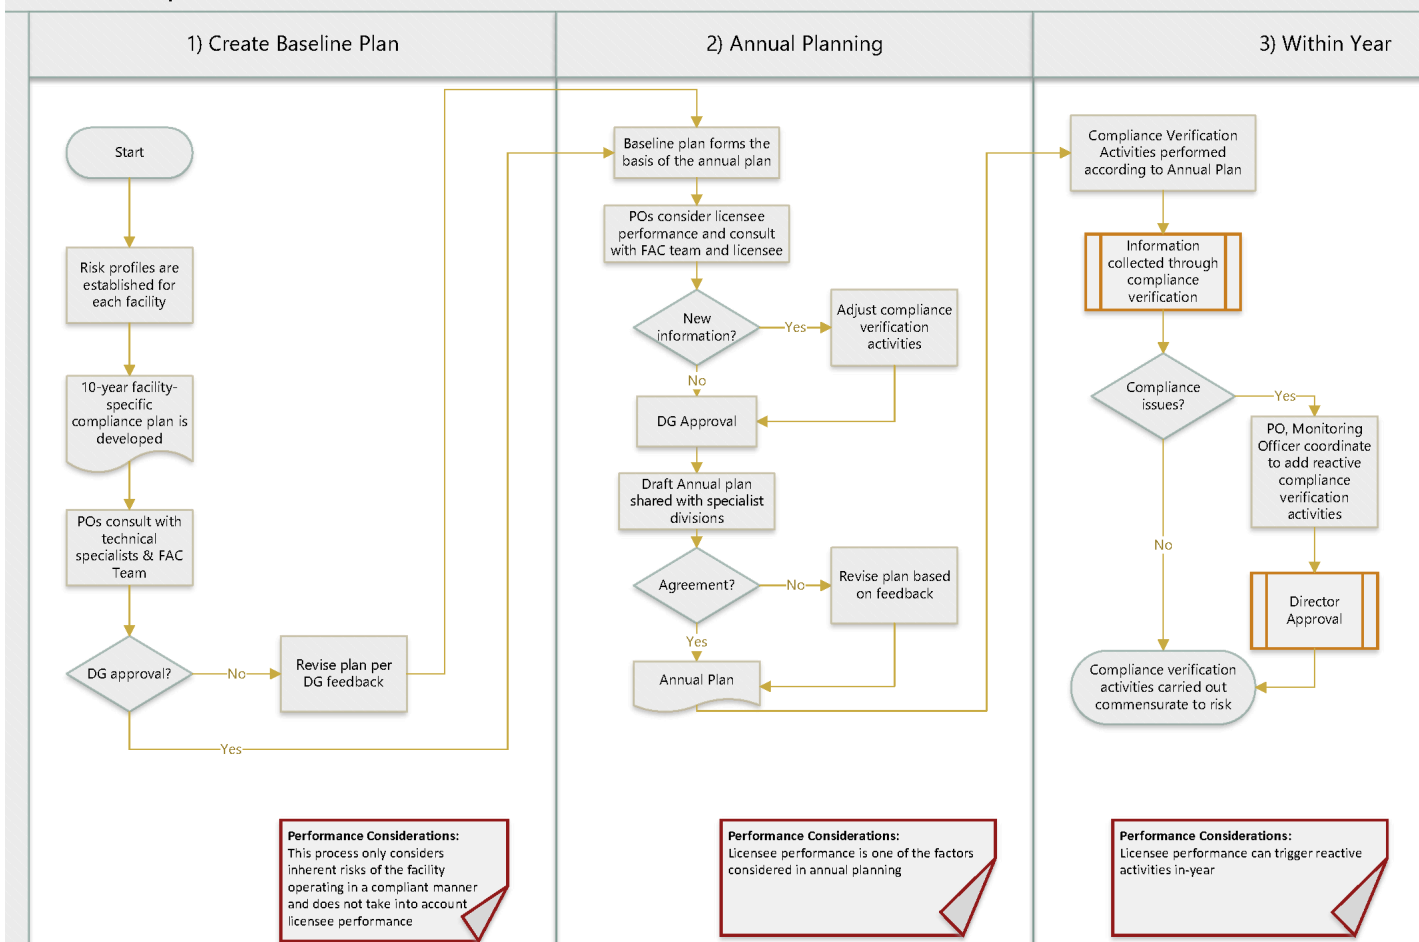 1) Create Baseline Plan
2) Annual Planning
3) Within Year
Start
Risk profiles are
established for
each facility
10-year facility-
specific
compliance plan is
developed
POs consult with
technical
specialists & FAC
Team
DG approval?
No
Revise plan per
DG feedback
Yes
Performance Considerations:
This process only considers
inherent risks of the facility
operating in a compliant manner
and does not take into account
licensee performance
Baseline plan forms the
basis of the annual plan
POs consider licensee
performance and consult
with FAC team and licensee
New
information?
Yes
Adjust compliance
verification
activities
No
DG Approval
Draft Annual plan
shared with specialist
divisions
Agreement?
No
Revise plan based
on feedback
Yes
Annual Plan
Performance Considerations:
Licensee performance is one of the factors
considered in annual planning
Compliance Verification
Activities performed
according to Annual Plan
Information
collected through
compliance
verification
Compliance
issues?
Yes
PO, Monitoring
Officer coordinate
to add reactive
compliance
verification
activities
No
Director
Approval
Compliance verification
activities carried out
commensurate to risk
Performance Considerations:
Licensee performance can trigger reactive
activities in-year